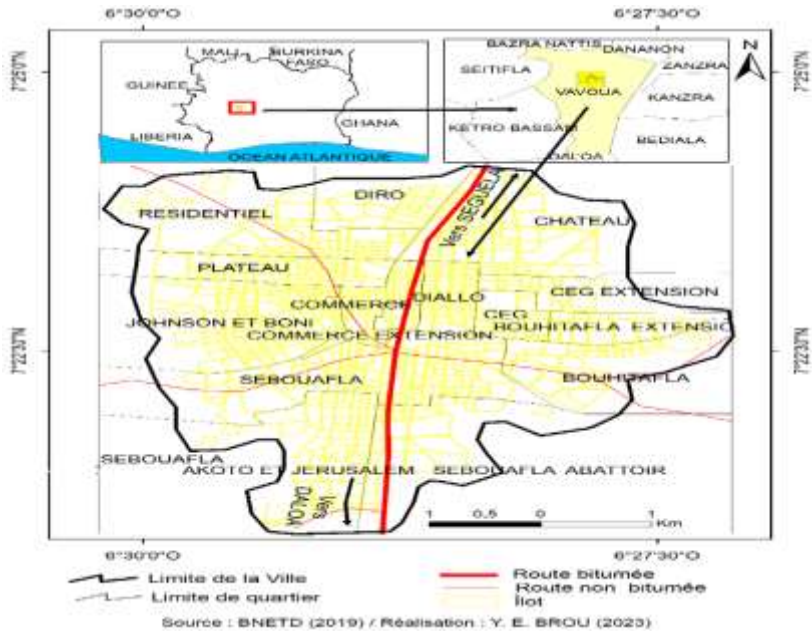 6°30'0"O 6°27'30"O
MALI BURKINA FASO
GUINEE
LIBERIA
GHANA
OCEAN ATLANTIQUE
BAZRA NATTIS
DANANON
SEITIFLA
ZANZRA
VAVOUA
KANZRA
KETRO BASSAM
BEDIALA
DALOA
N
7°25'0"N 7°25'0"N
DIRO
Vers SEGUELA
RESIDENTIEL
CHATEAU
PLATEAU
CEG EXTENSION
COMMERCE
DIALLO
CEG
JOHNSON ET BONI
COMMERCE EXTENSION
BOUHITAFLA EXTENSIO
7°22'30"N 7°22'30"N
SEBOUAFLA
BOUHITAFLA
SEBOUAFLA
AKOTO ET JERUSALEM
SEBOUAFLA ABATTOIR
Vers DALOA
1 0.5 0 1
Km
6°30'0"O 6°27'30"O
Limite de la Ville
Route bitumée
Limite de quartier
Route non bitumée
Îlot
Source : BNETD (2019) / Réalisation : Y. E. BROU (2023)